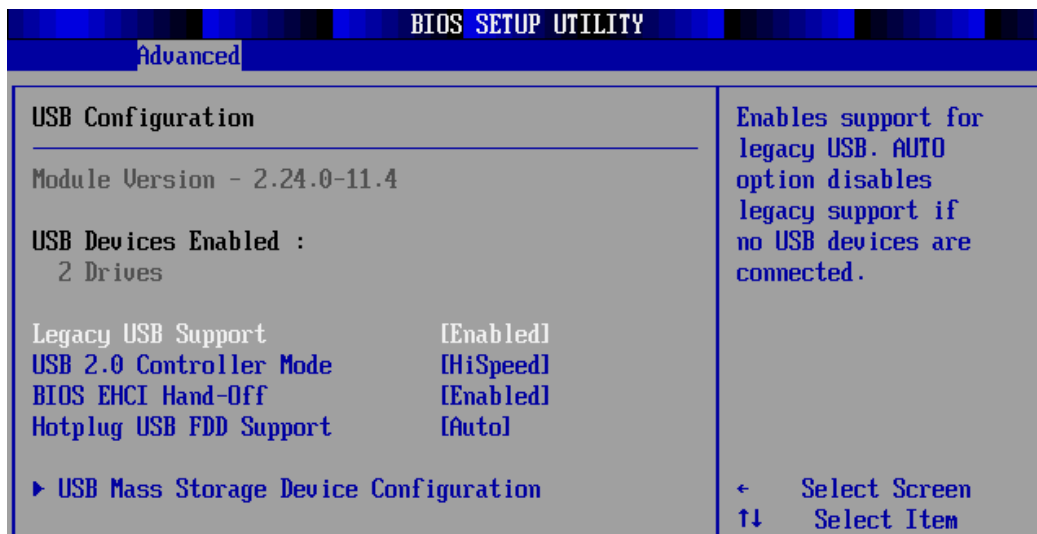 BIOS SETUP UTILITY
Advanced
USB Configuration
Module Version - 2.24.0-11.4
USB Devices Enabled :
2 Drives
Legacy USB Support [Enabled]
USB 2.0 Controller Mode [HiSpeed]
BIOS EHCI Hand-Off [Enabled]
Hotplug USB FDD Support [Auto]
▶ USB Mass Storage Device Configuration
Enables support for
legacy USB. AUTO
option disables
legacy support if
no USB devices are
connected.
← Select Screen
↑↓ Select Item